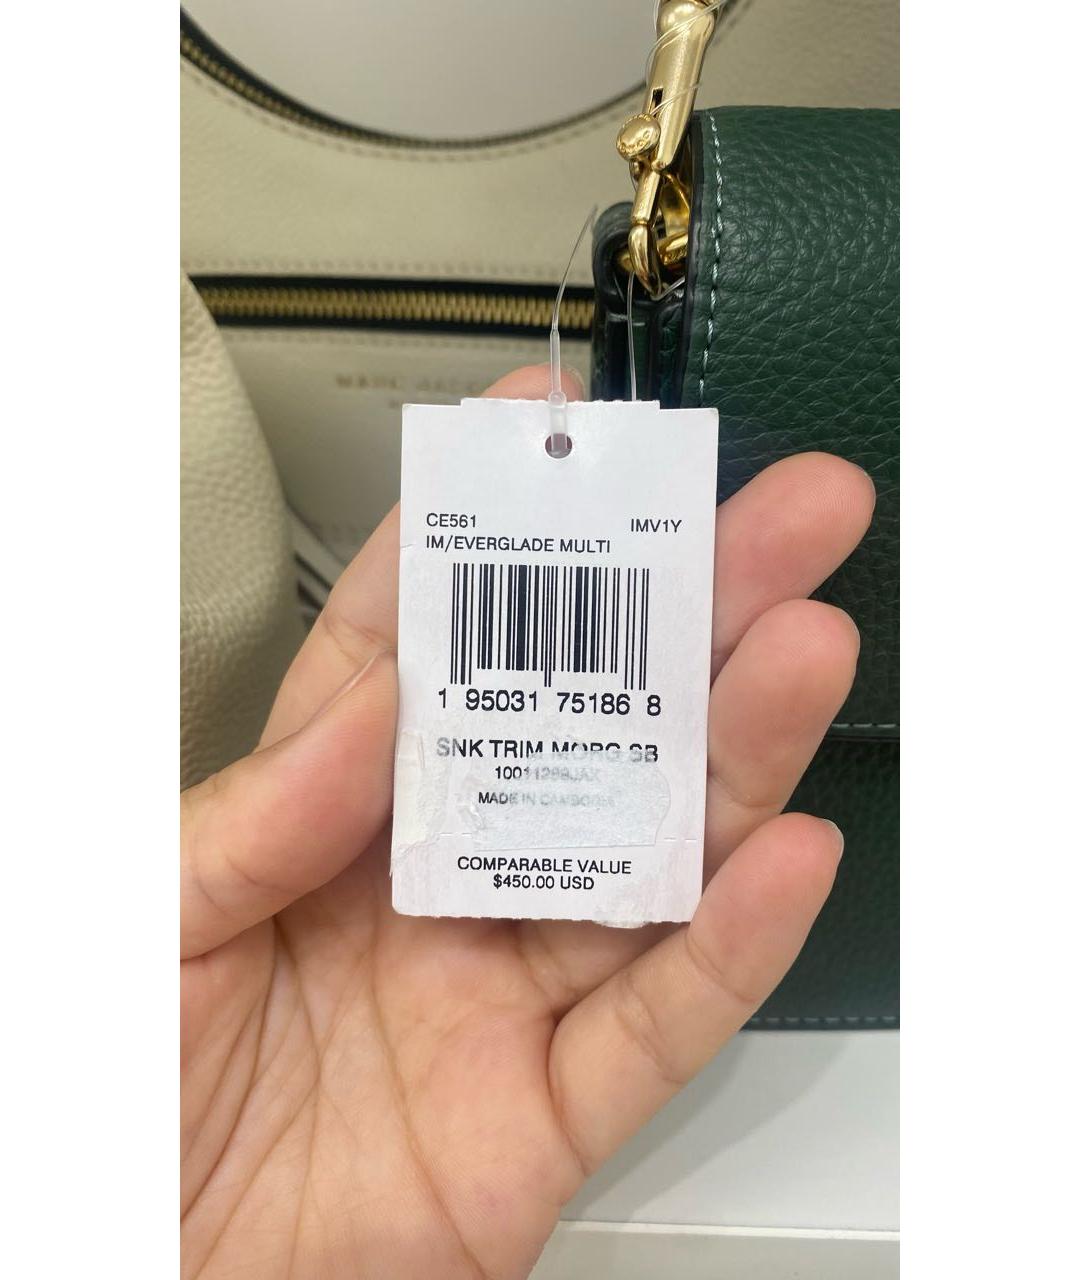 CE561 IMV1Y
IM/EVERGLADE MULTI
1 95031 75186 8
SNK TRIM MORG SB
MADE IN CAMBODIA
COMPARABLE VALUE
$450.00 USD
MARC